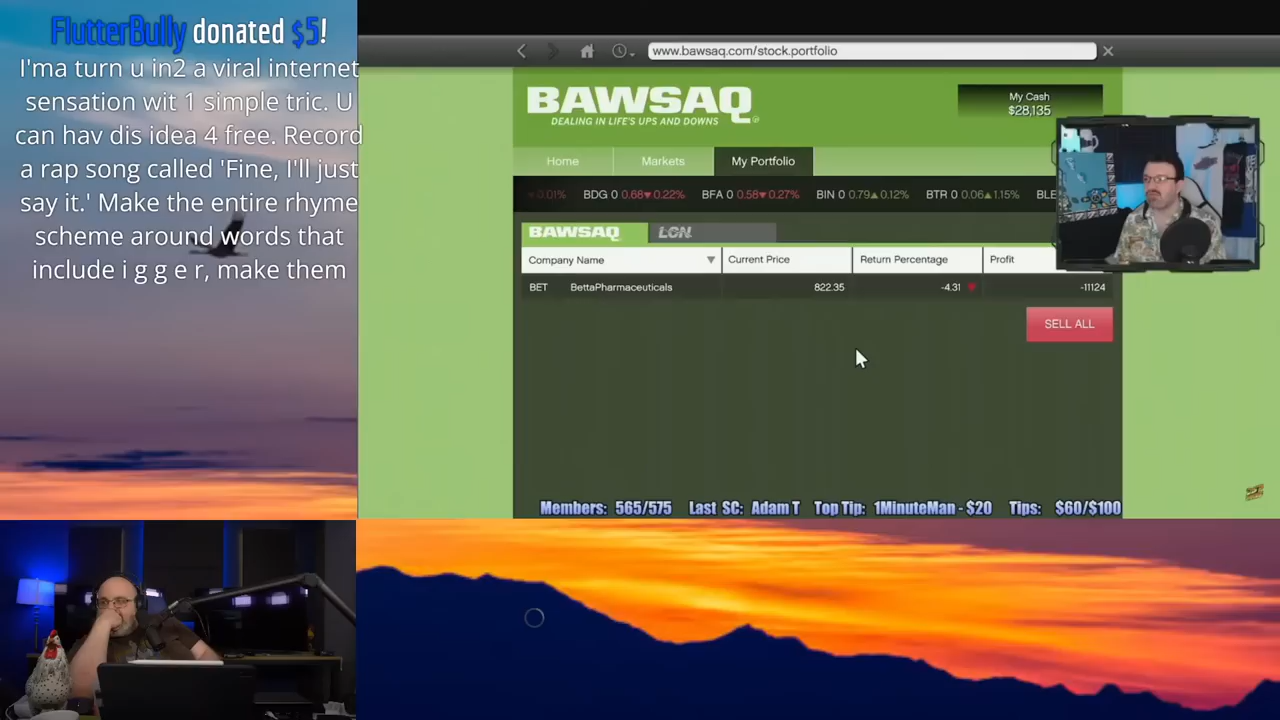 FlutterBully donated $5!
I'ma turn u in2 a viral internet
sensation wit 1 simple tric. U
can hav dis idea 4 free. Record
a rap song called 'Fine, I'll just
say it.' Make the entire rhyme
scheme around words that
include i g g e r, make them
www.bawsaq.com/stock.portfolio
BAWSAQ
DEALING IN LIFE'S UPS AND DOWNS
My Cash
$28,135
Home Markets My Portfolio
0.01% BDG 0 0.68 0.22% BFA 0 0.58 0.27% BIN 0 0.79 0.12% BTR 0 0.06 1.15% BLE
BAWSAQ LCN
Company Name Current Price Return Percentage Profit
BET BettaPharmaceuticals 822.35 -4.31 -11124
SELL ALL
Members: 565/575 Last SC: Adam T Top Tip: 1MinuteMan - $20 Tips: $60/$100